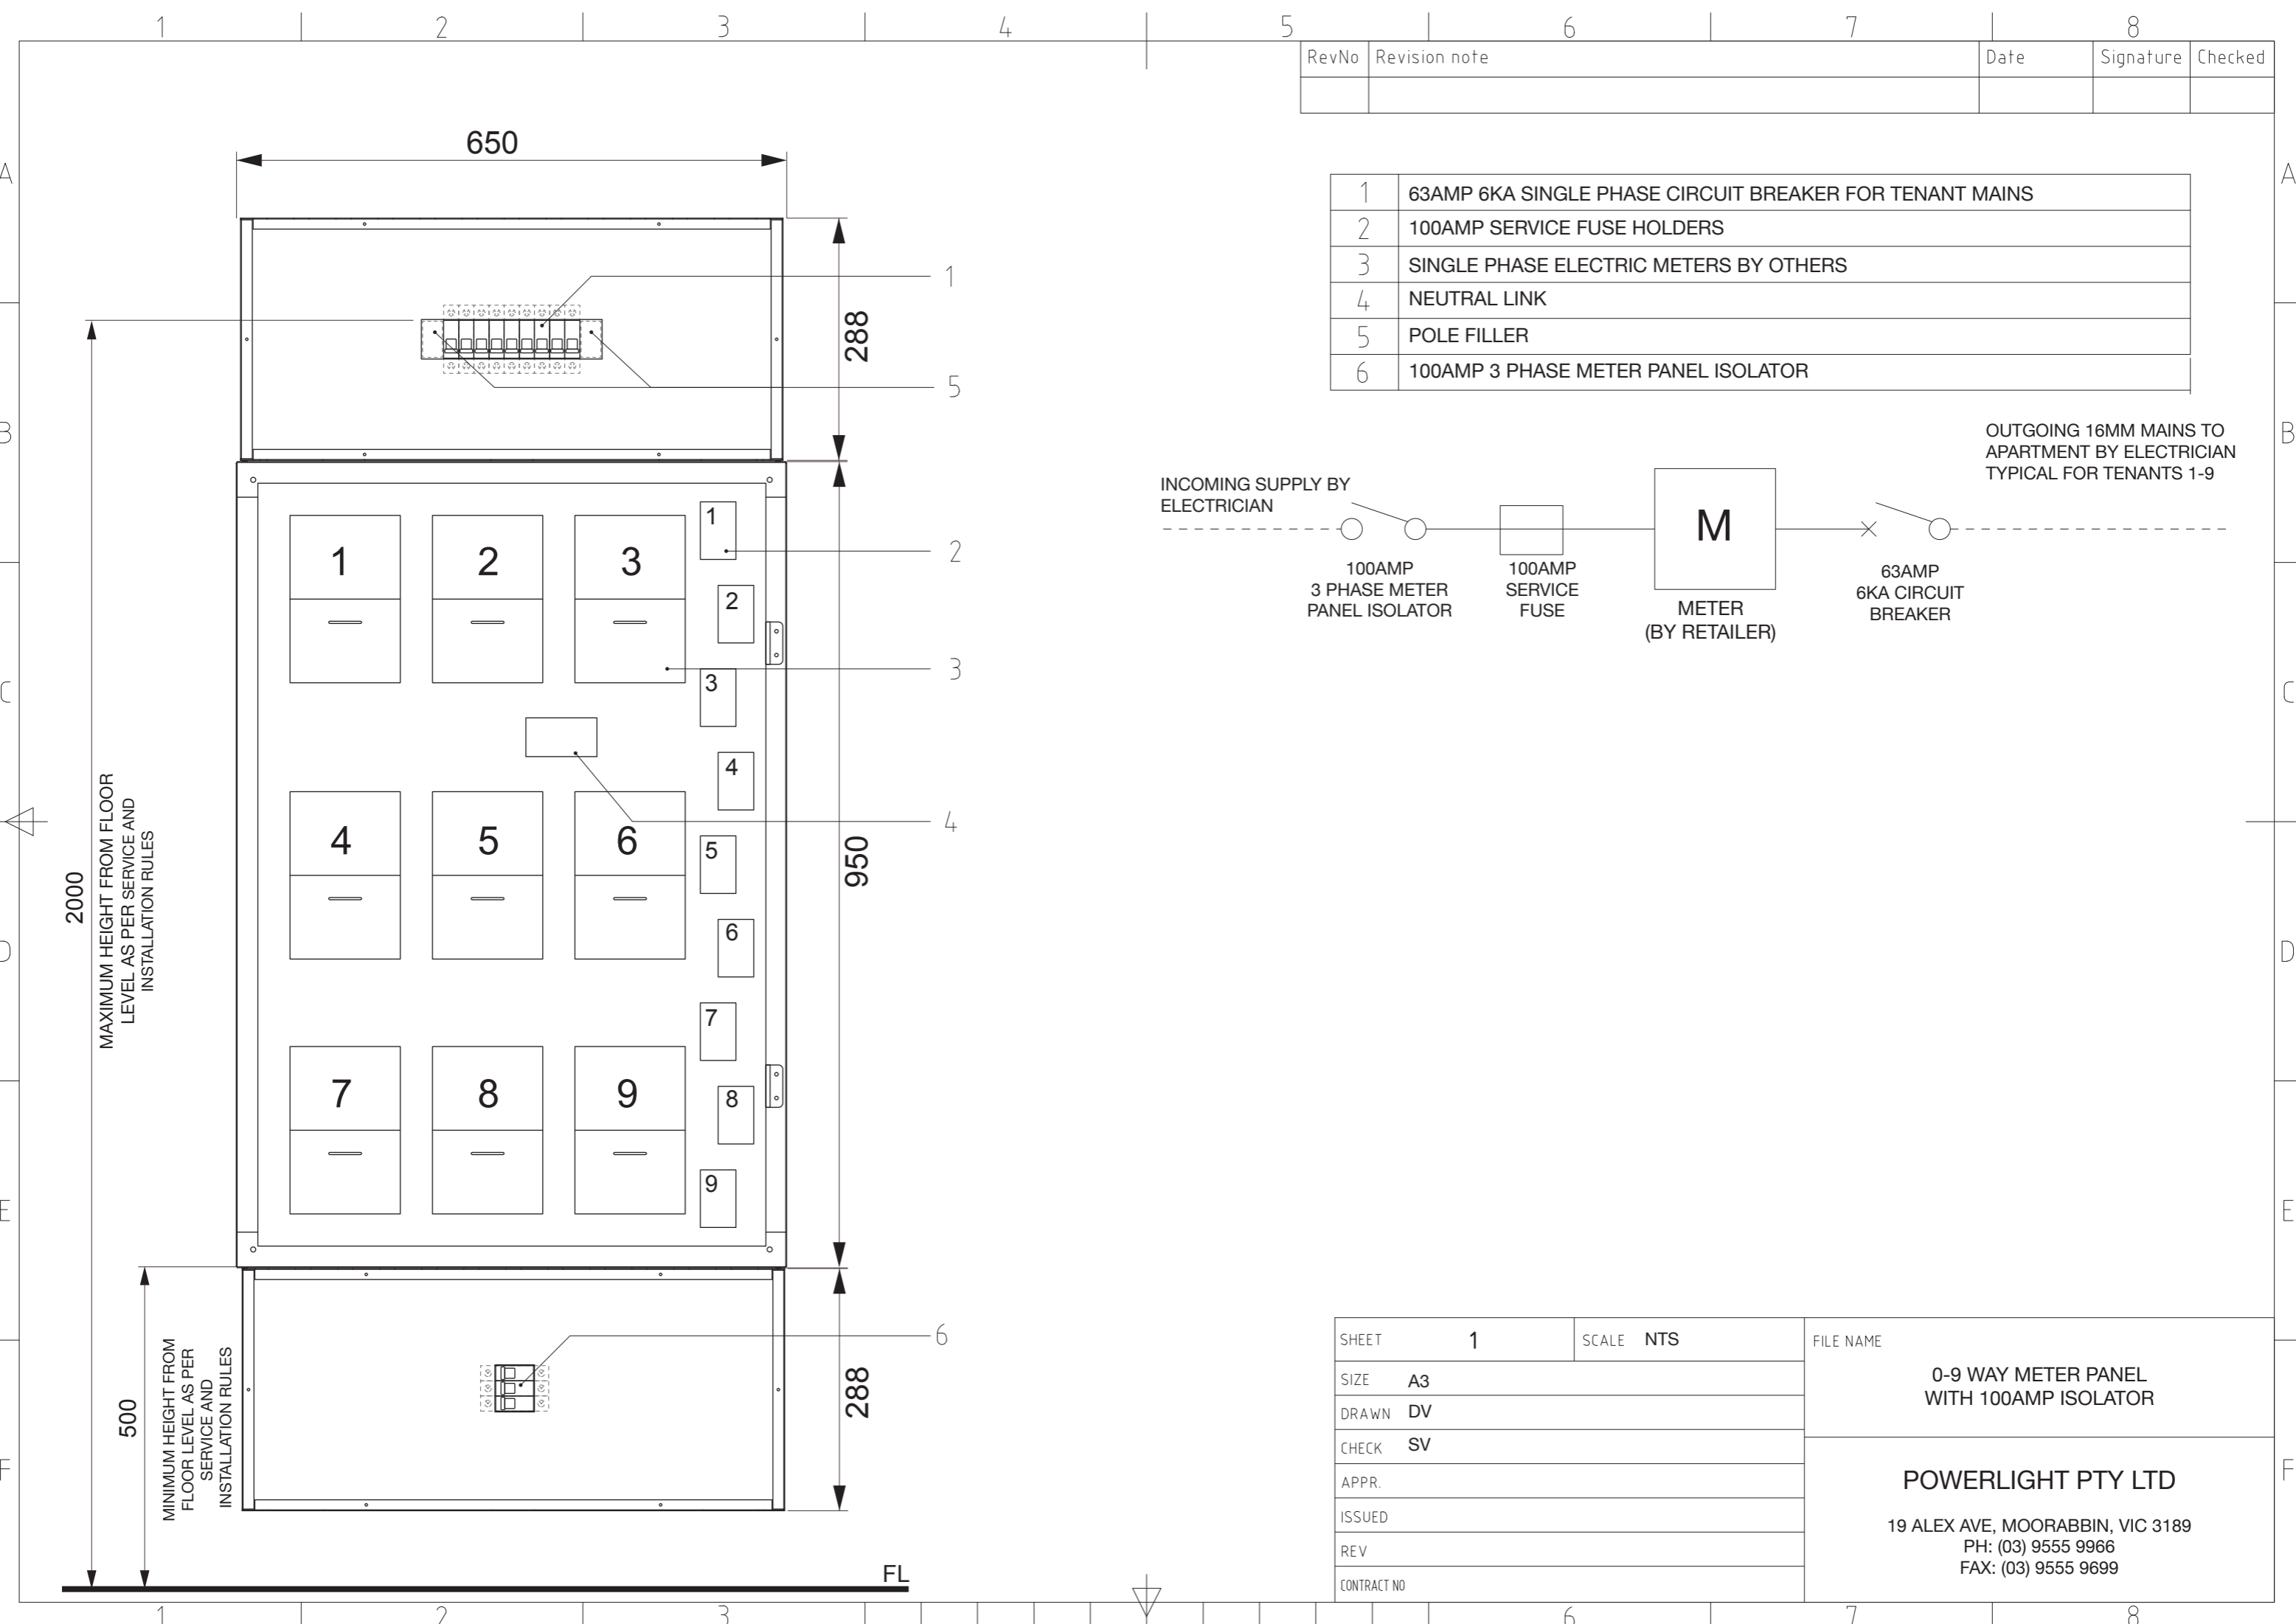 1 2 3 4 5 6 7 8
RevNo Revision note Date Signature Checked
A A
B B
C C
D D
E E
F F
650
288
950
288
2000
MAXIMUM HEIGHT FROM FLOOR
LEVEL AS PER SERVICE AND
INSTALLATION RULES
500
MINIMUM HEIGHT FROM
FLOOR LEVEL AS PER
SERVICE AND
INSTALLATION RULES
1
5
2
3
4
6
1 2 3
4 5 6
7 8 9
1
2
3
4
5
6
7
8
9
FL
1 63AMP 6KA SINGLE PHASE CIRCUIT BREAKER FOR TENANT MAINS
2 100AMP SERVICE FUSE HOLDERS
3 SINGLE PHASE ELECTRIC METERS BY OTHERS
4 NEUTRAL LINK
5 POLE FILLER
6 100AMP 3 PHASE METER PANEL ISOLATOR
INCOMING SUPPLY BY
ELECTRICIAN
100AMP
3 PHASE METER
PANEL ISOLATOR
100AMP
SERVICE
FUSE
M
METER
(BY RETAILER)
63AMP
6KA CIRCUIT
BREAKER
OUTGOING 16MM MAINS TO
APARTMENT BY ELECTRICIAN
TYPICAL FOR TENANTS 1-9
SHEET 1 SCALE NTS
SIZE A3
DRAWN DV
CHECK SV
APPR.
ISSUED
REV
CONTRACT NO
FILE NAME
0-9 WAY METER PANEL
WITH 100AMP ISOLATOR
POWERLIGHT PTY LTD
19 ALEX AVE, MOORABBIN, VIC 3189
PH: (03) 9555 9966
FAX: (03) 9555 9699
1 2 3 6 7 8